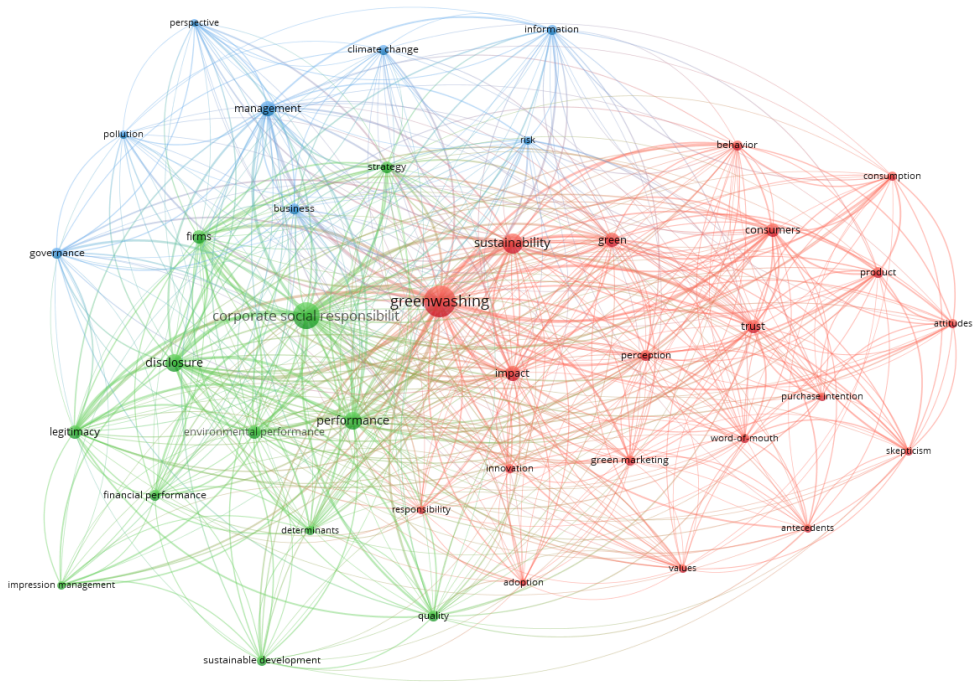 perspective
information
climate change
management
pollution
risk
behavior
strategy
consumption
business
firms
consumers
sustainability
green
governance
product
greenwashing
corporate social responsibilit
attitudes
trust
perception
disclosure
impact
purchase intention
performance
legitimacy
environmental performance
word-of-mouth
skepticism
green marketing
innovation
financial performance
responsibility
determinants
antecedents
values
adoption
impression management
quality
sustainable development